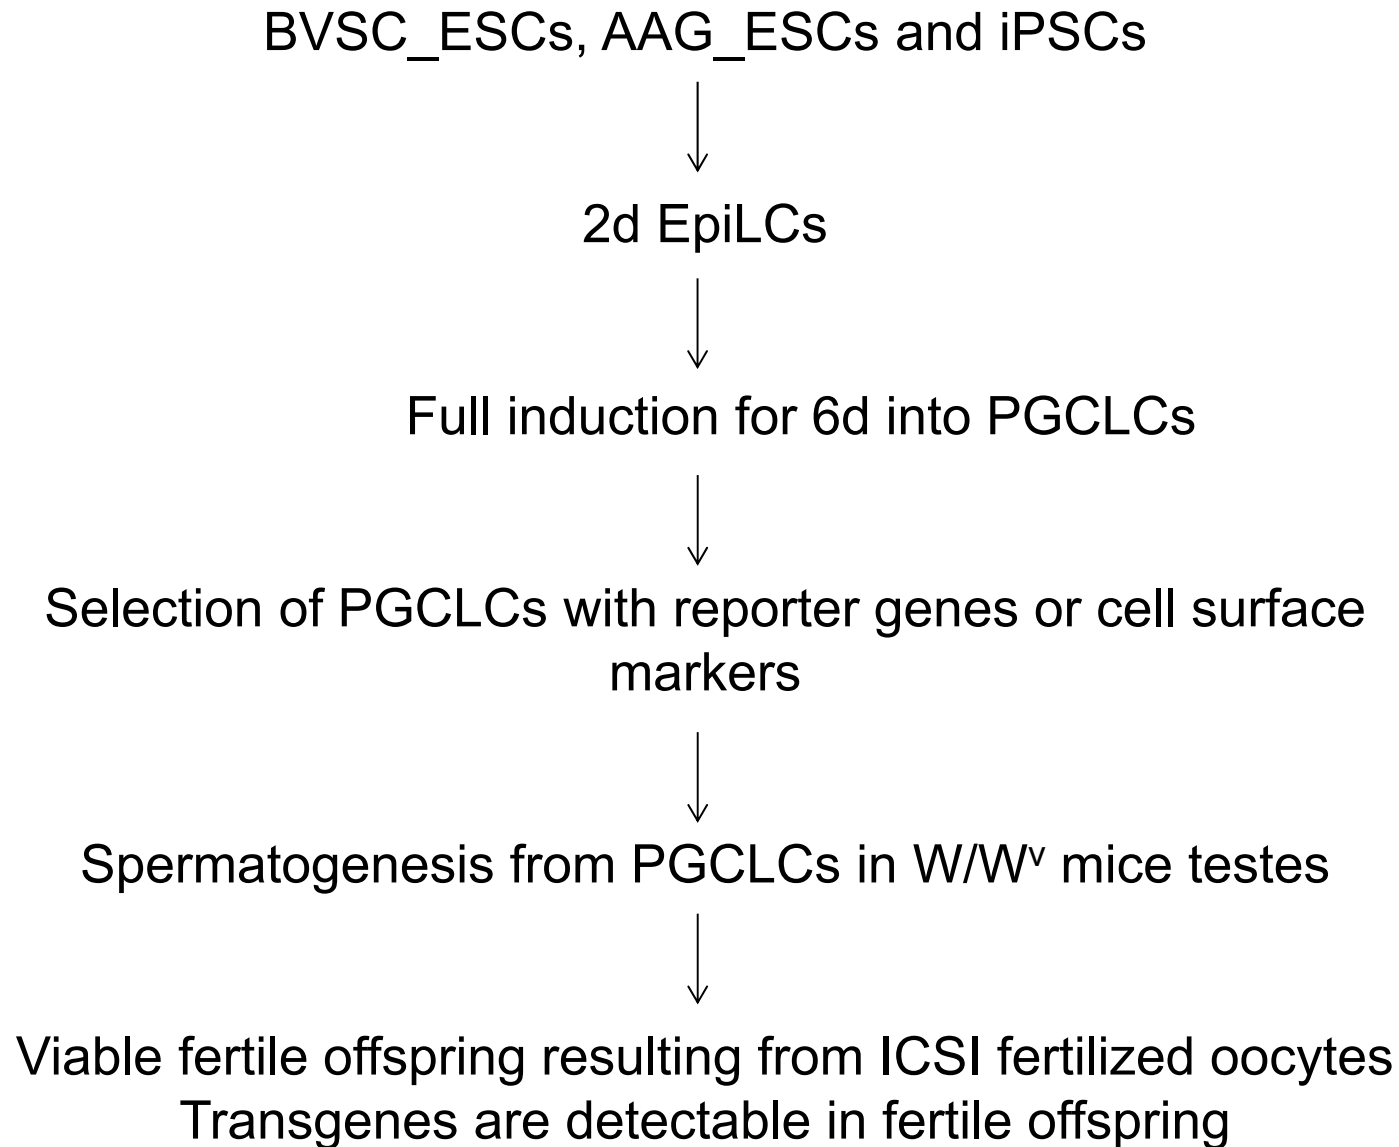 BVSC_ESCs, AAG_ESCs and iPSCs
2d EpiLCs
Full induction for 6d into PGCLCs
Selection of PGCLCs with reporter genes or cell surface
markers
Spermatogenesis from PGCLCs in W/Wᵛ mice testes
Viable fertile offspring resulting from ICSI fertilized oocytes
Transgenes are detectable in fertile offspring